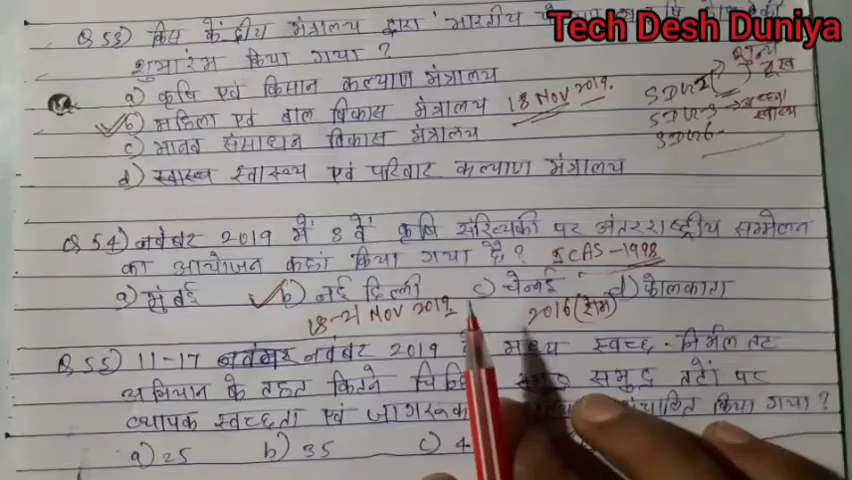 Tech Desh Duniya
Q 53) किस केंद्रीय मंत्रालय द्वारा भारतीय
शुभारंभ किया गया ?
a) कृषि एवं किसान कल्याण मंत्रालय
b) महिला एवं बाल विकास मंत्रालय 18 Nov 2019.
c) मानव संसाधन विकास मंत्रालय
d) स्वास्थ्य एवं परिवार कल्याण मंत्रालय
Q 54) नवंबर 2019 में 8 वें कृषि सांख्यिकी पर अंतरराष्ट्रीय सम्मेलन
का आयोजन कहां किया गया है ? ICAS - 1998
a) मुंबई b) नई दिल्ली c) चेन्नई d) कोलकाता
18-21 Nov 2019 2016 (रोम)
Q 55) 11-17 नवंबर 2019 मध्य स्वच्छ - निर्मल तट
अभियान के तहत कितने समुद्र तटों पर
व्यापक स्वच्छता एवं किया गया ?
a) 25 b) 35 c) 4